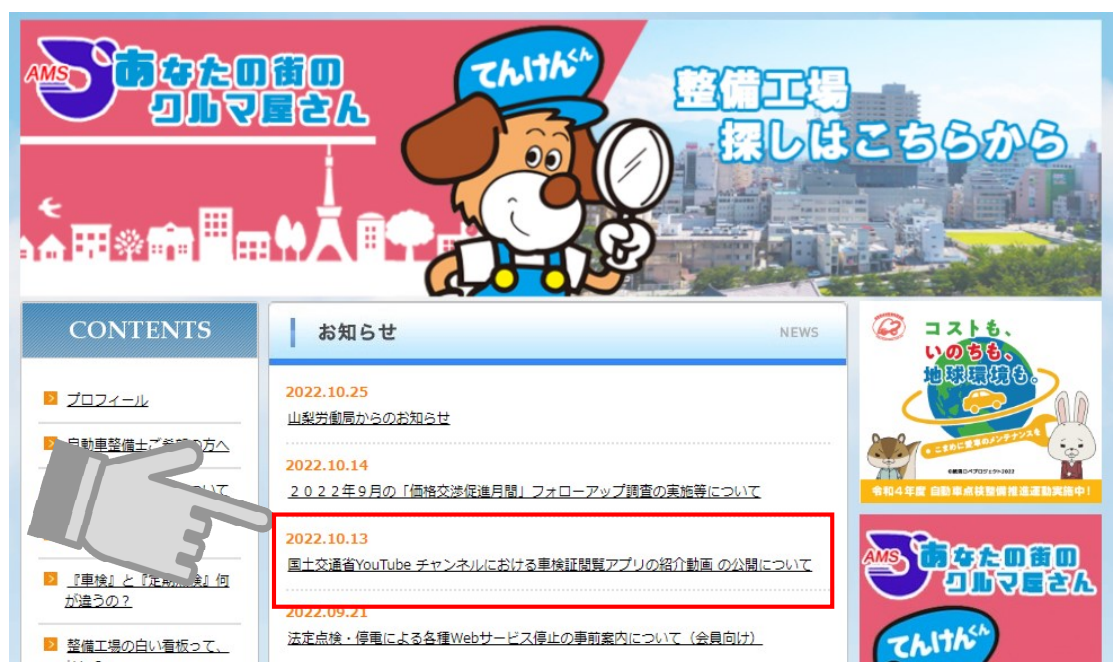 AMS
あなたの街の
クルマ屋さん
てんけんくん
整備工場
探しはこちらから
CONTENTS
プロフィール
の方へ
ついて
『車検』と『定期点検』何
が違うの？
整備工場の白い看板って、
お知らせ
NEWS
2022.10.25
山梨労働局からのお知らせ
2022.10.14
２０２２年９月の「価格交渉促進月間」フォローアップ調査の実施等について
2022.10.13
国土交通省YouTube チャンネルにおける車検証閲覧アプリの紹介動画 の公開について
2022.09.21
法定点検・停電による各種Webサービス停止の事前案内について（会員向け）
コストも、
いのちも、
地球環境も。
こまめに愛車のメンテナンスを
令和４年度 自動車点検整備推進運動実施中！
AMS
あなたの街の
クルマ屋さん
てんけんくん